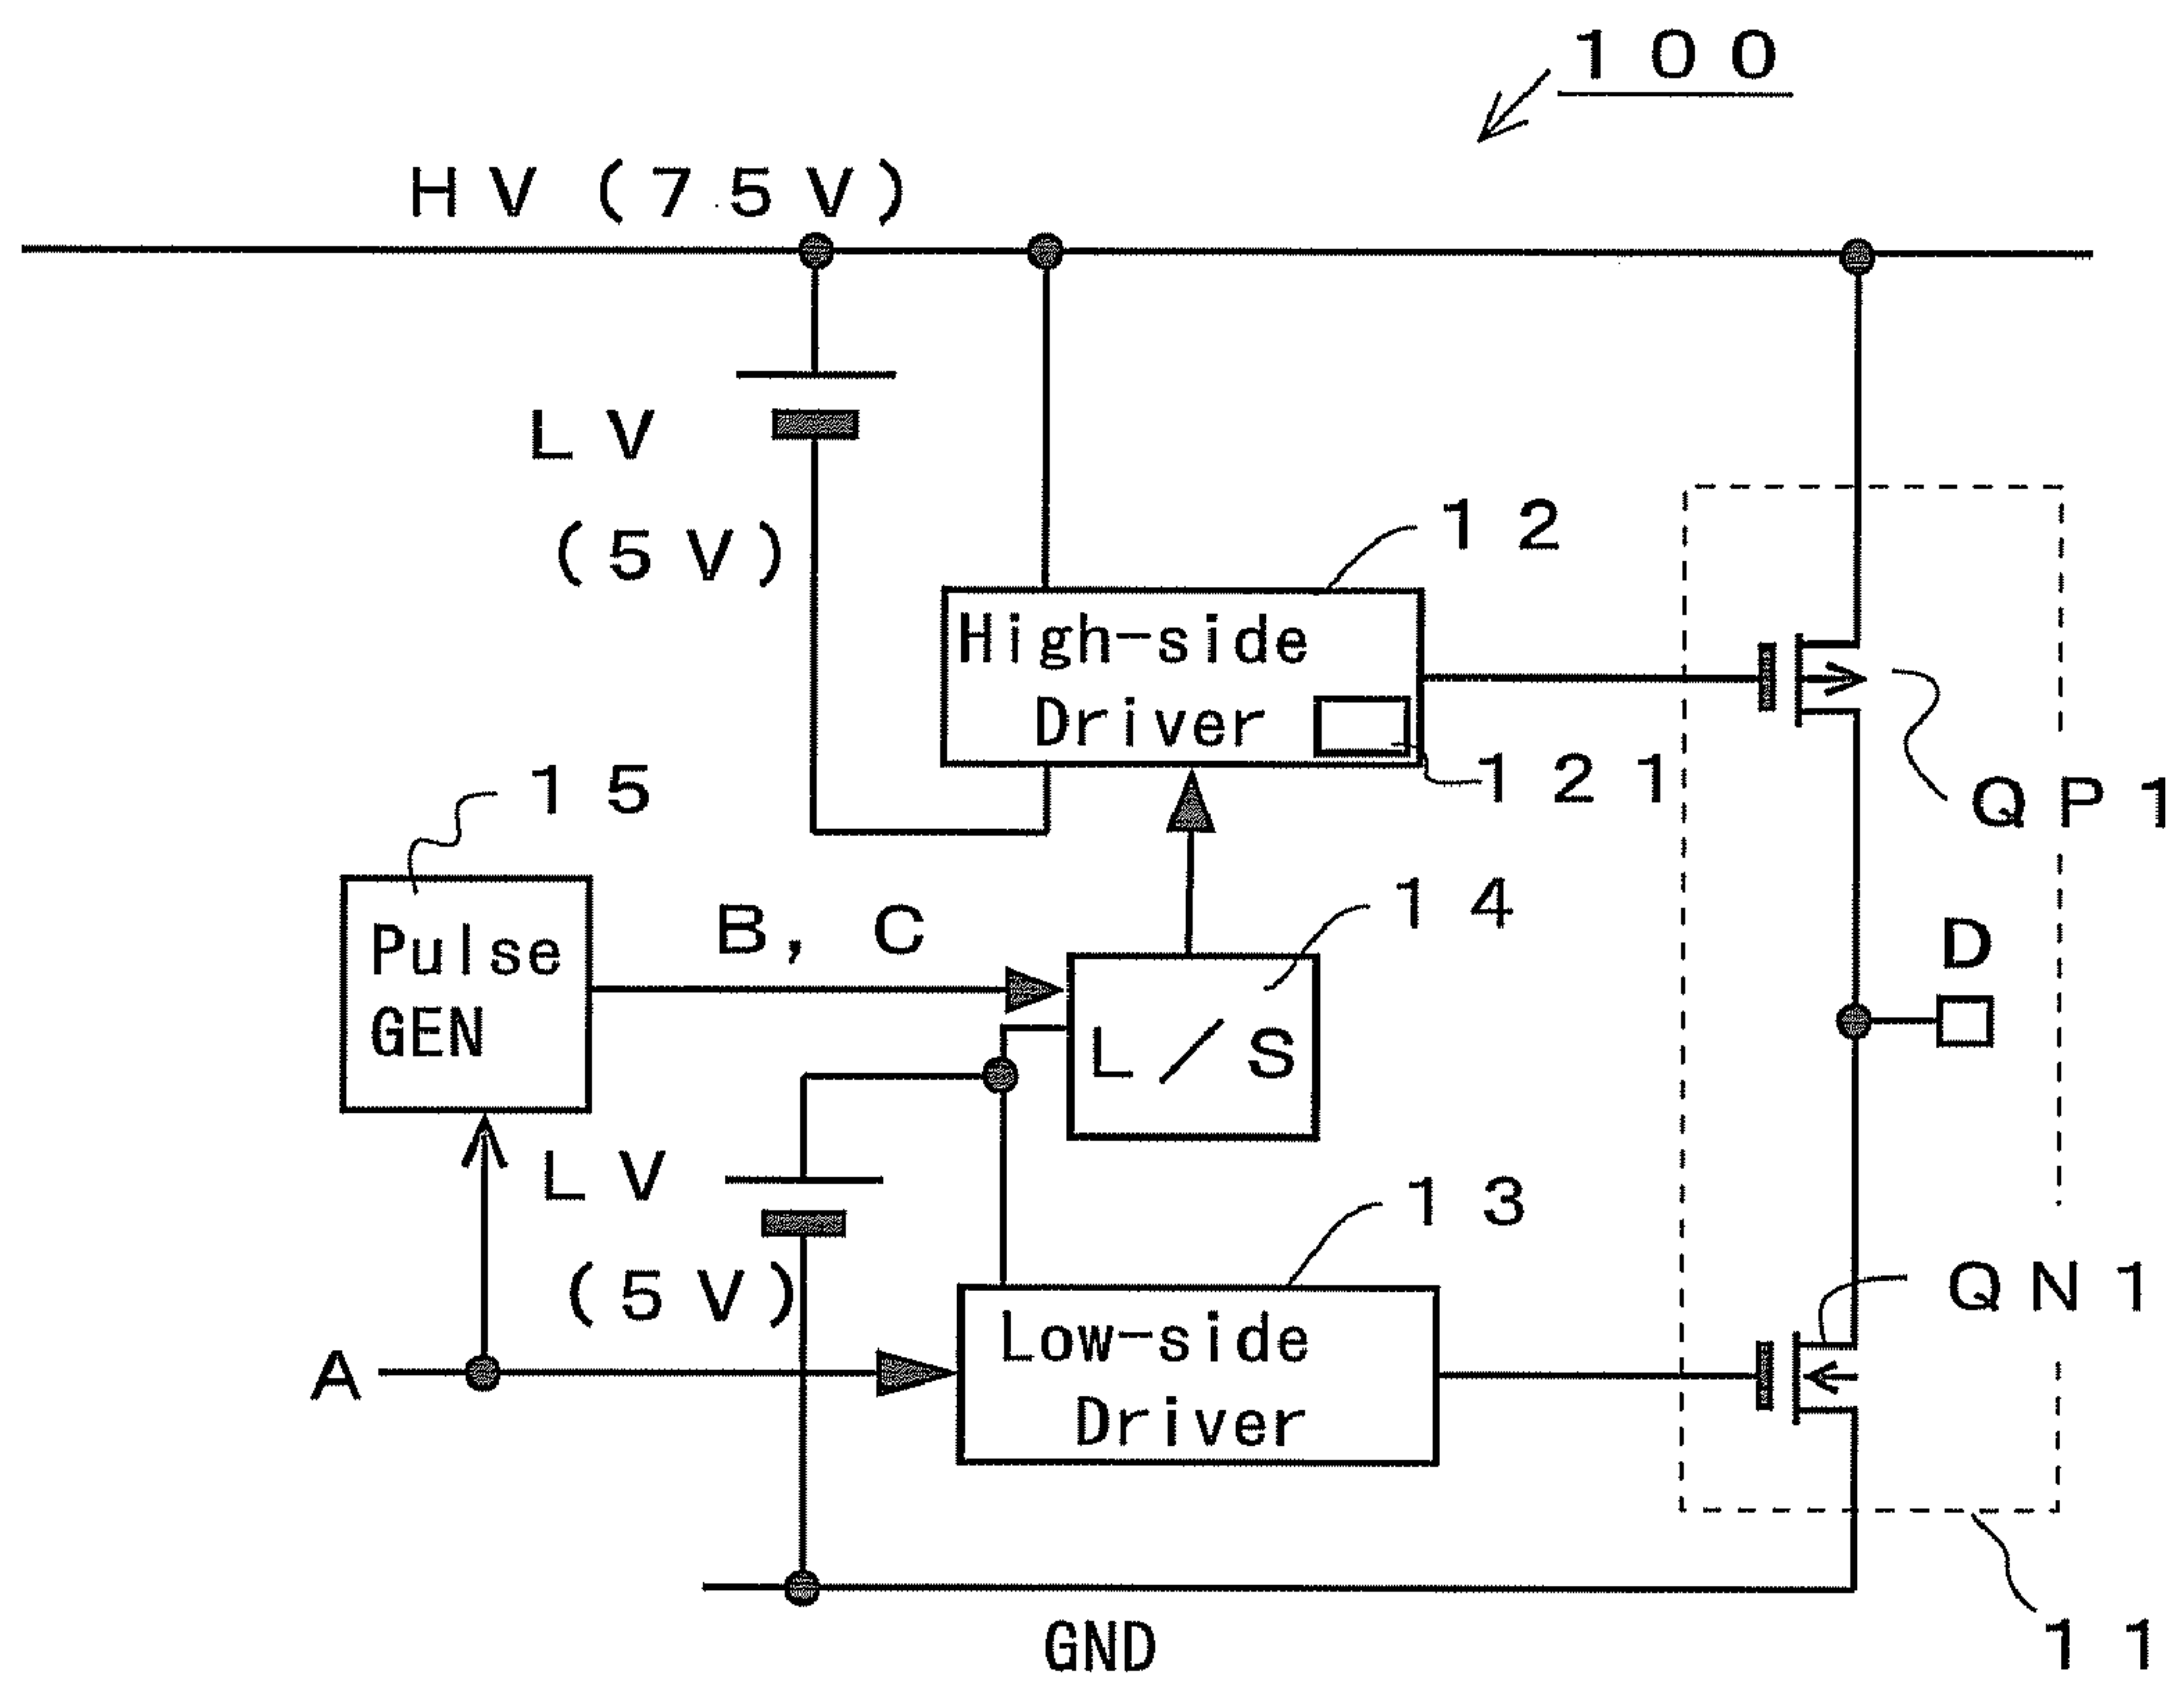 100
HV (75V)
LV
(5V)
12
High-side
Driver
121
QP1
15
Pulse
GEN
B, C
14
L/S
D
LV
(5V)
13
QN1
A
Low-side
Driver
GND
11